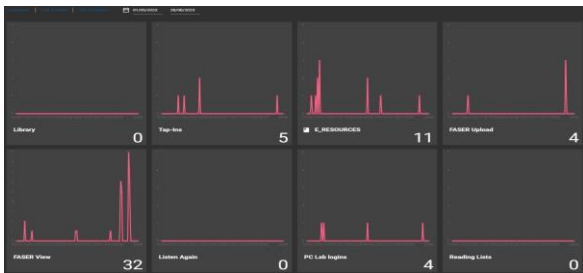 Library
0
Tap-Ins
5
E_RESOURCES
11
FASER Upload
4
FASER View
32
Listen Again
0
PC Lab logins
4
Reading Lists
0